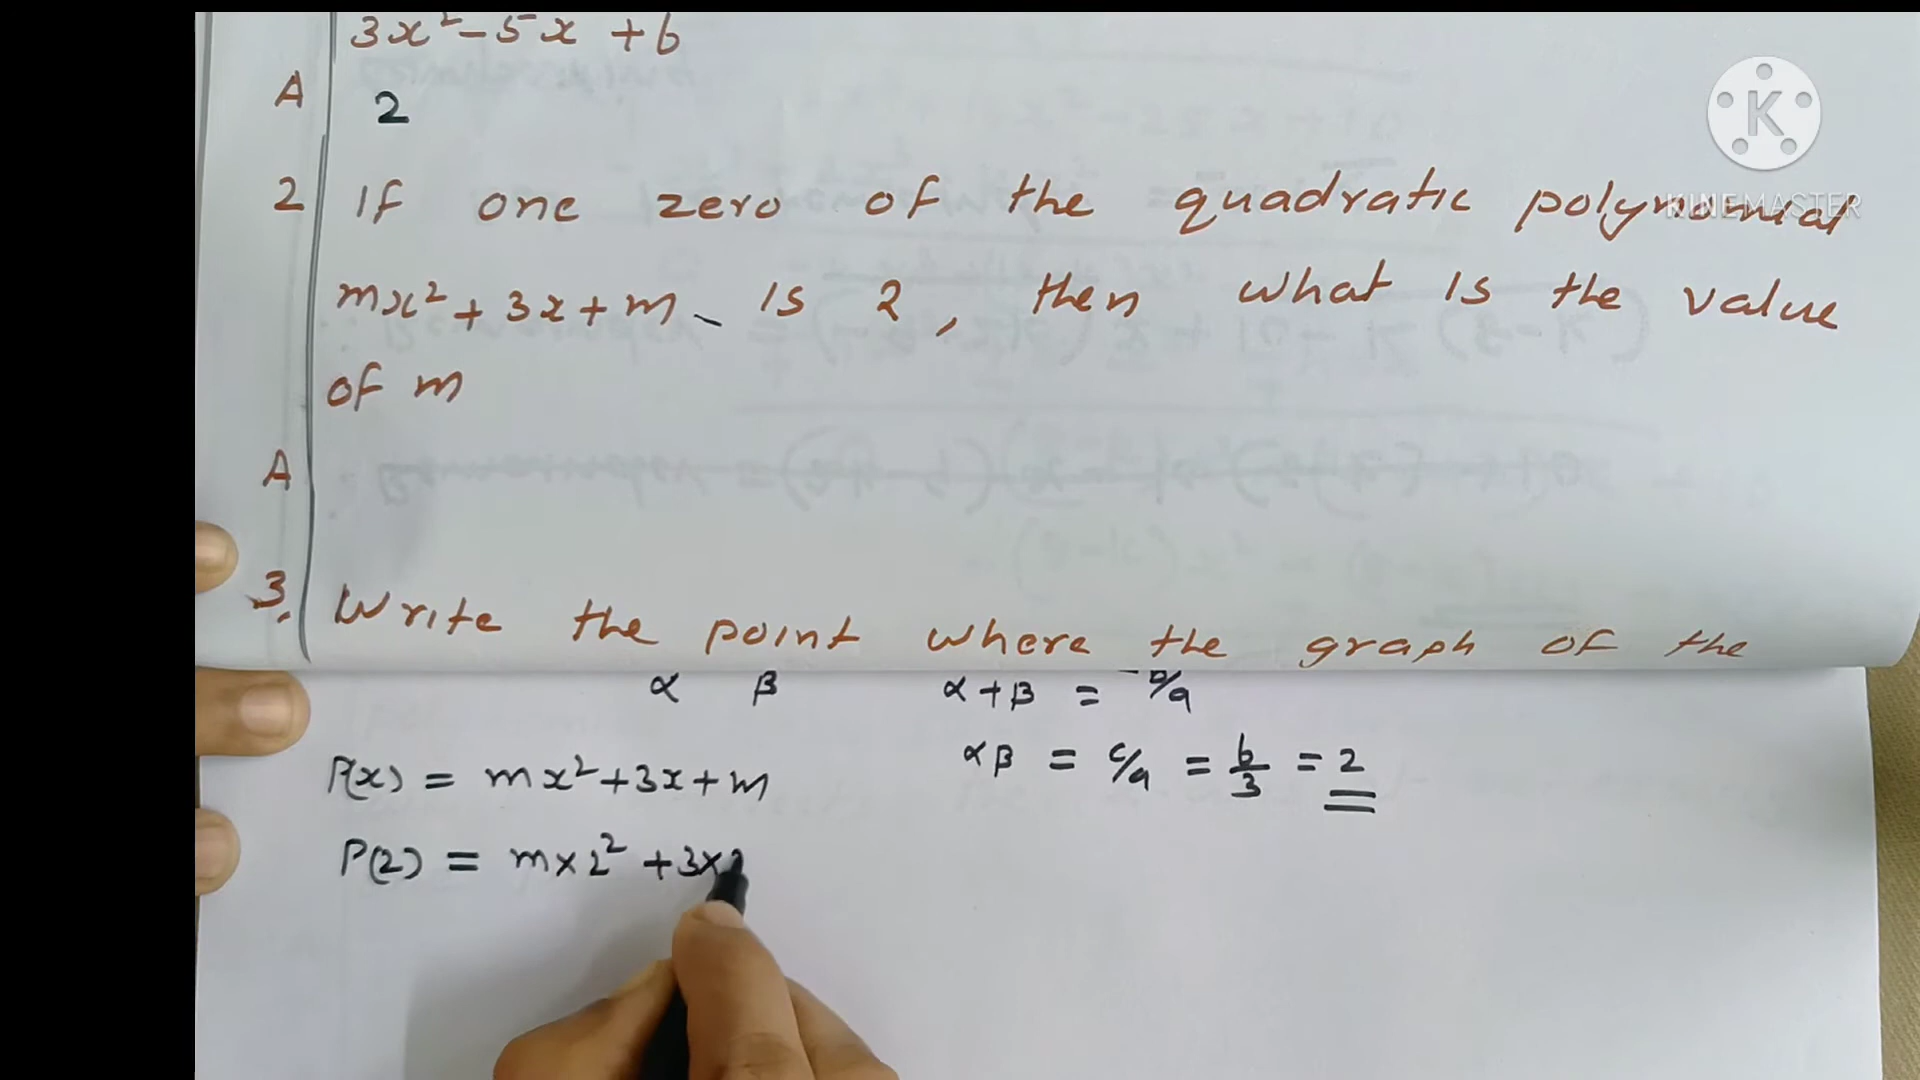 3x² - 5x + 6
A 2
2 If one zero of the quadratic polynomial
mx² + 3x + m is 2, then what is the value
of m
A
3. Write the point where the graph of the
α β α + β = -b/a
P(x) = mx² + 3x + m αβ = c/a = 6/3 = 2
P(2) = m × 2² + 3 ×
K
KINEMASTER